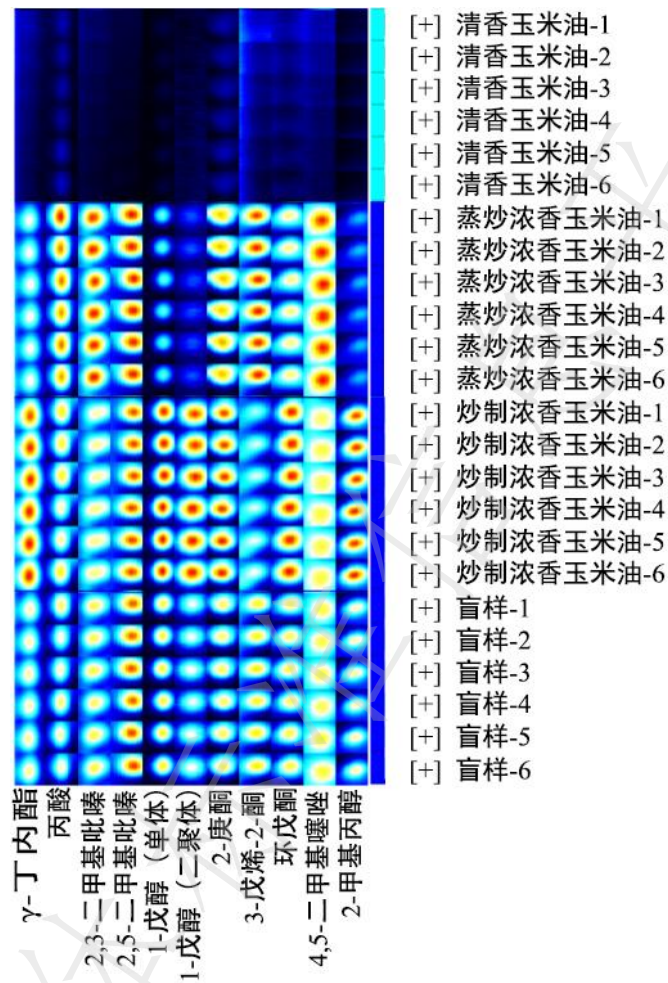 [+] 清香玉米油-1
[+] 清香玉米油-2
[+] 清香玉米油-3
[+] 清香玉米油-4
[+] 清香玉米油-5
[+] 清香玉米油-6
[+] 蒸炒浓香玉米油-1
[+] 蒸炒浓香玉米油-2
[+] 蒸炒浓香玉米油-3
[+] 蒸炒浓香玉米油-4
[+] 蒸炒浓香玉米油-5
[+] 蒸炒浓香玉米油-6
[+] 炒制浓香玉米油-1
[+] 炒制浓香玉米油-2
[+] 炒制浓香玉米油-3
[+] 炒制浓香玉米油-4
[+] 炒制浓香玉米油-5
[+] 炒制浓香玉米油-6
[+] 盲样-1
[+] 盲样-2
[+] 盲样-3
[+] 盲样-4
[+] 盲样-5
[+] 盲样-6
γ-丁内酯
丙酸
2,3-二甲基吡嗪
2,5-二甲基吡嗪
1-戊醇（单体）
1-戊醇（二聚体）
2-庚酮
3-戊烯-2-酮
环戊酮
4,5-二甲基噻唑
2-甲基丙醇